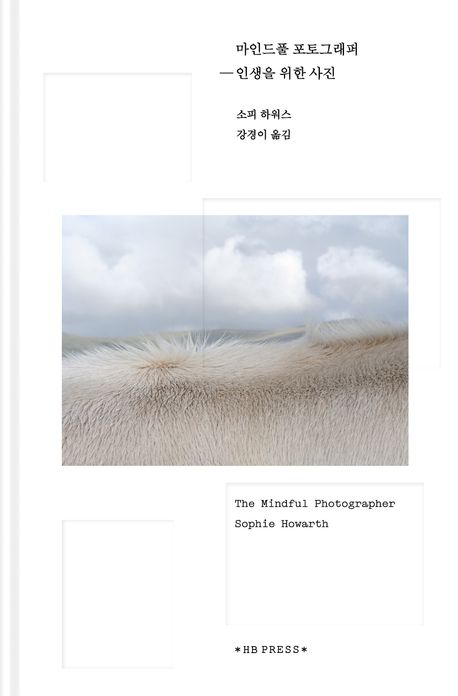 마인드풀 포토그래퍼
—인생을 위한 사진
소피 하워스
강경이 옮김
The Mindful Photographer
Sophie Howarth
*HB PRESS*